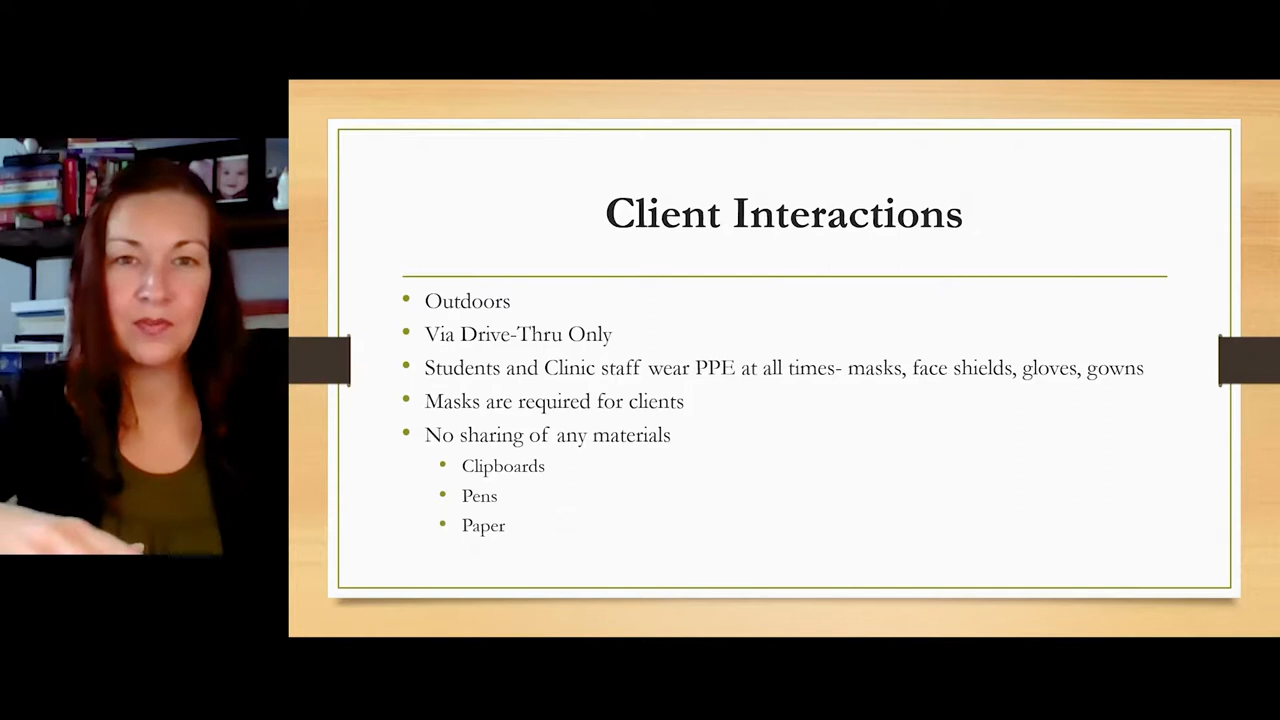 Client Interactions
Outdoors
Via Drive-Thru Only
Students and Clinic staff wear PPE at all times- masks, face shields, gloves, gowns
Masks are required for clients
No sharing of any materials
Clipboards
Pens
Paper